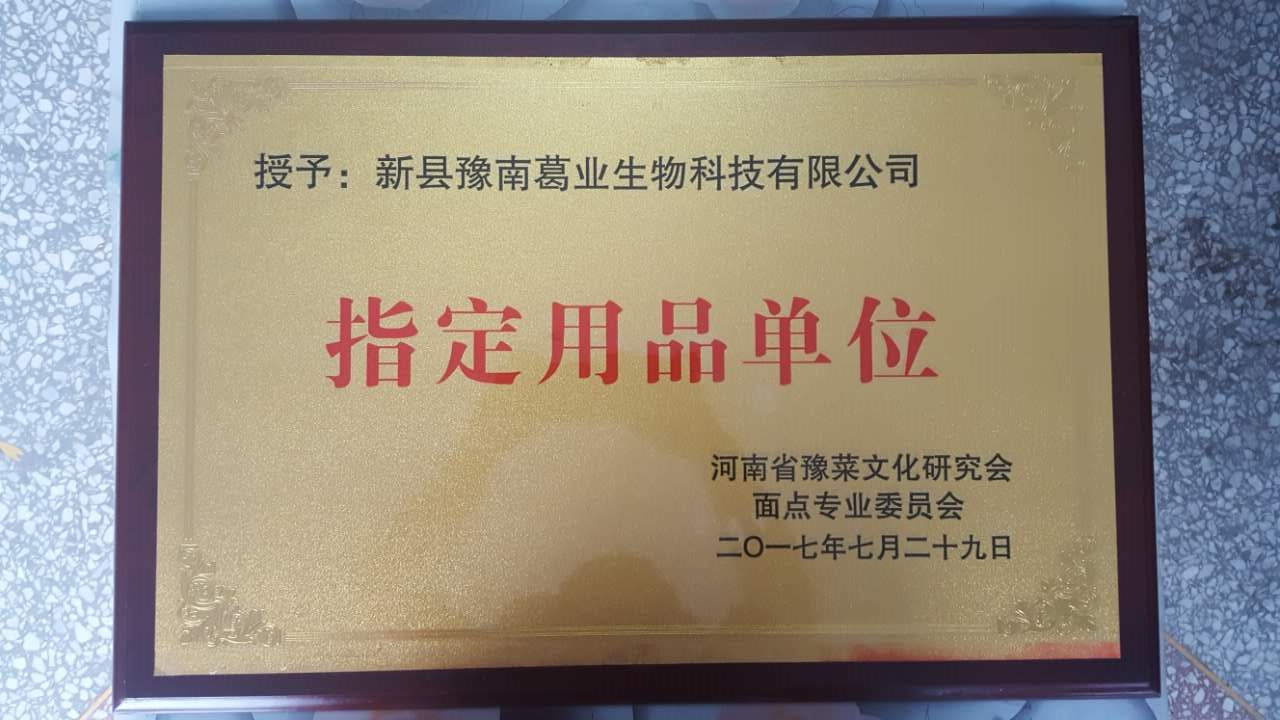 授予：新县豫南葛业生物科技有限公司
指定用品单位
河南省豫菜文化研究会
面点专业委员会
二〇一七年七月二十九日